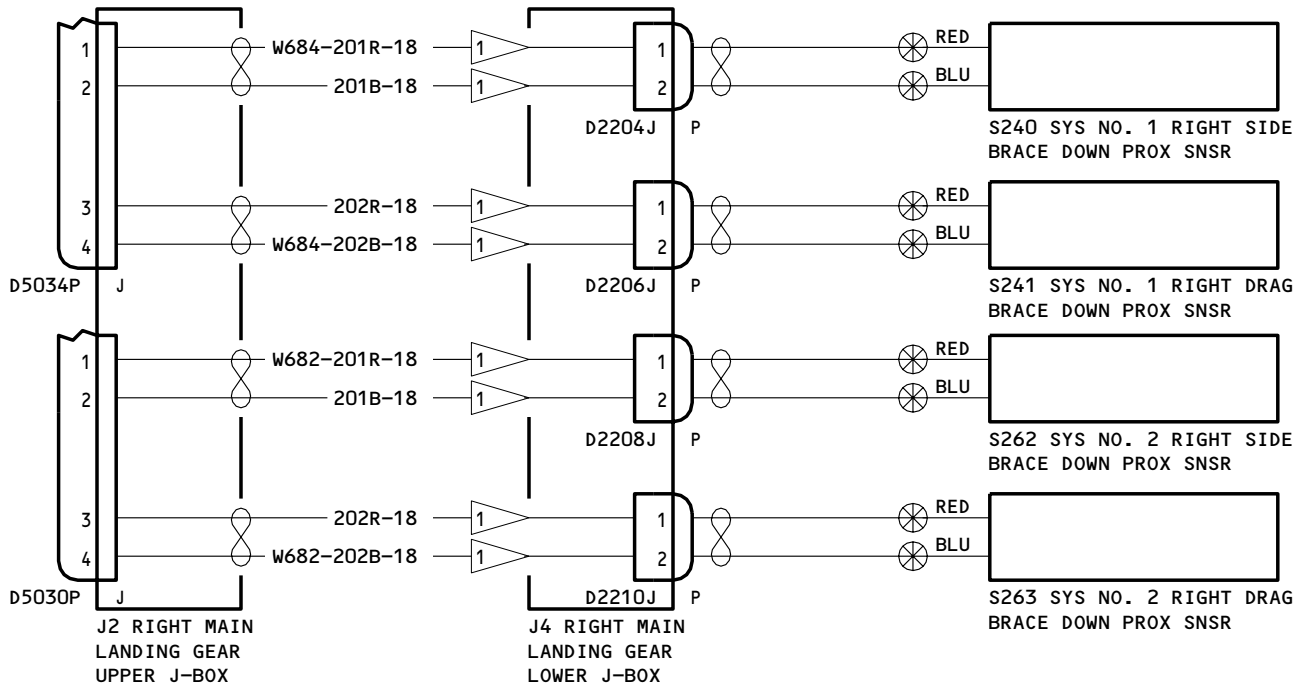 1 W684-201R-18 1 1 RED
2 201B-18 1 2 BLU
D2204J P
S240 SYS NO. 1 RIGHT SIDE
BRACE DOWN PROX SNSR
3 202R-18 1 1 RED
4 W684-202B-18 1 2 BLU
D5034P J
D2206J P
S241 SYS NO. 1 RIGHT DRAG
BRACE DOWN PROX SNSR
1 W682-201R-18 1 1 RED
2 201B-18 1 2 BLU
D2208J P
S262 SYS NO. 2 RIGHT SIDE
BRACE DOWN PROX SNSR
3 202R-18 1 1 RED
4 W682-202B-18 1 2 BLU
D5030P J
D2210J P
S263 SYS NO. 2 RIGHT DRAG
BRACE DOWN PROX SNSR
J2 RIGHT MAIN
LANDING GEAR
UPPER J-BOX
J4 RIGHT MAIN
LANDING GEAR
LOWER J-BOX